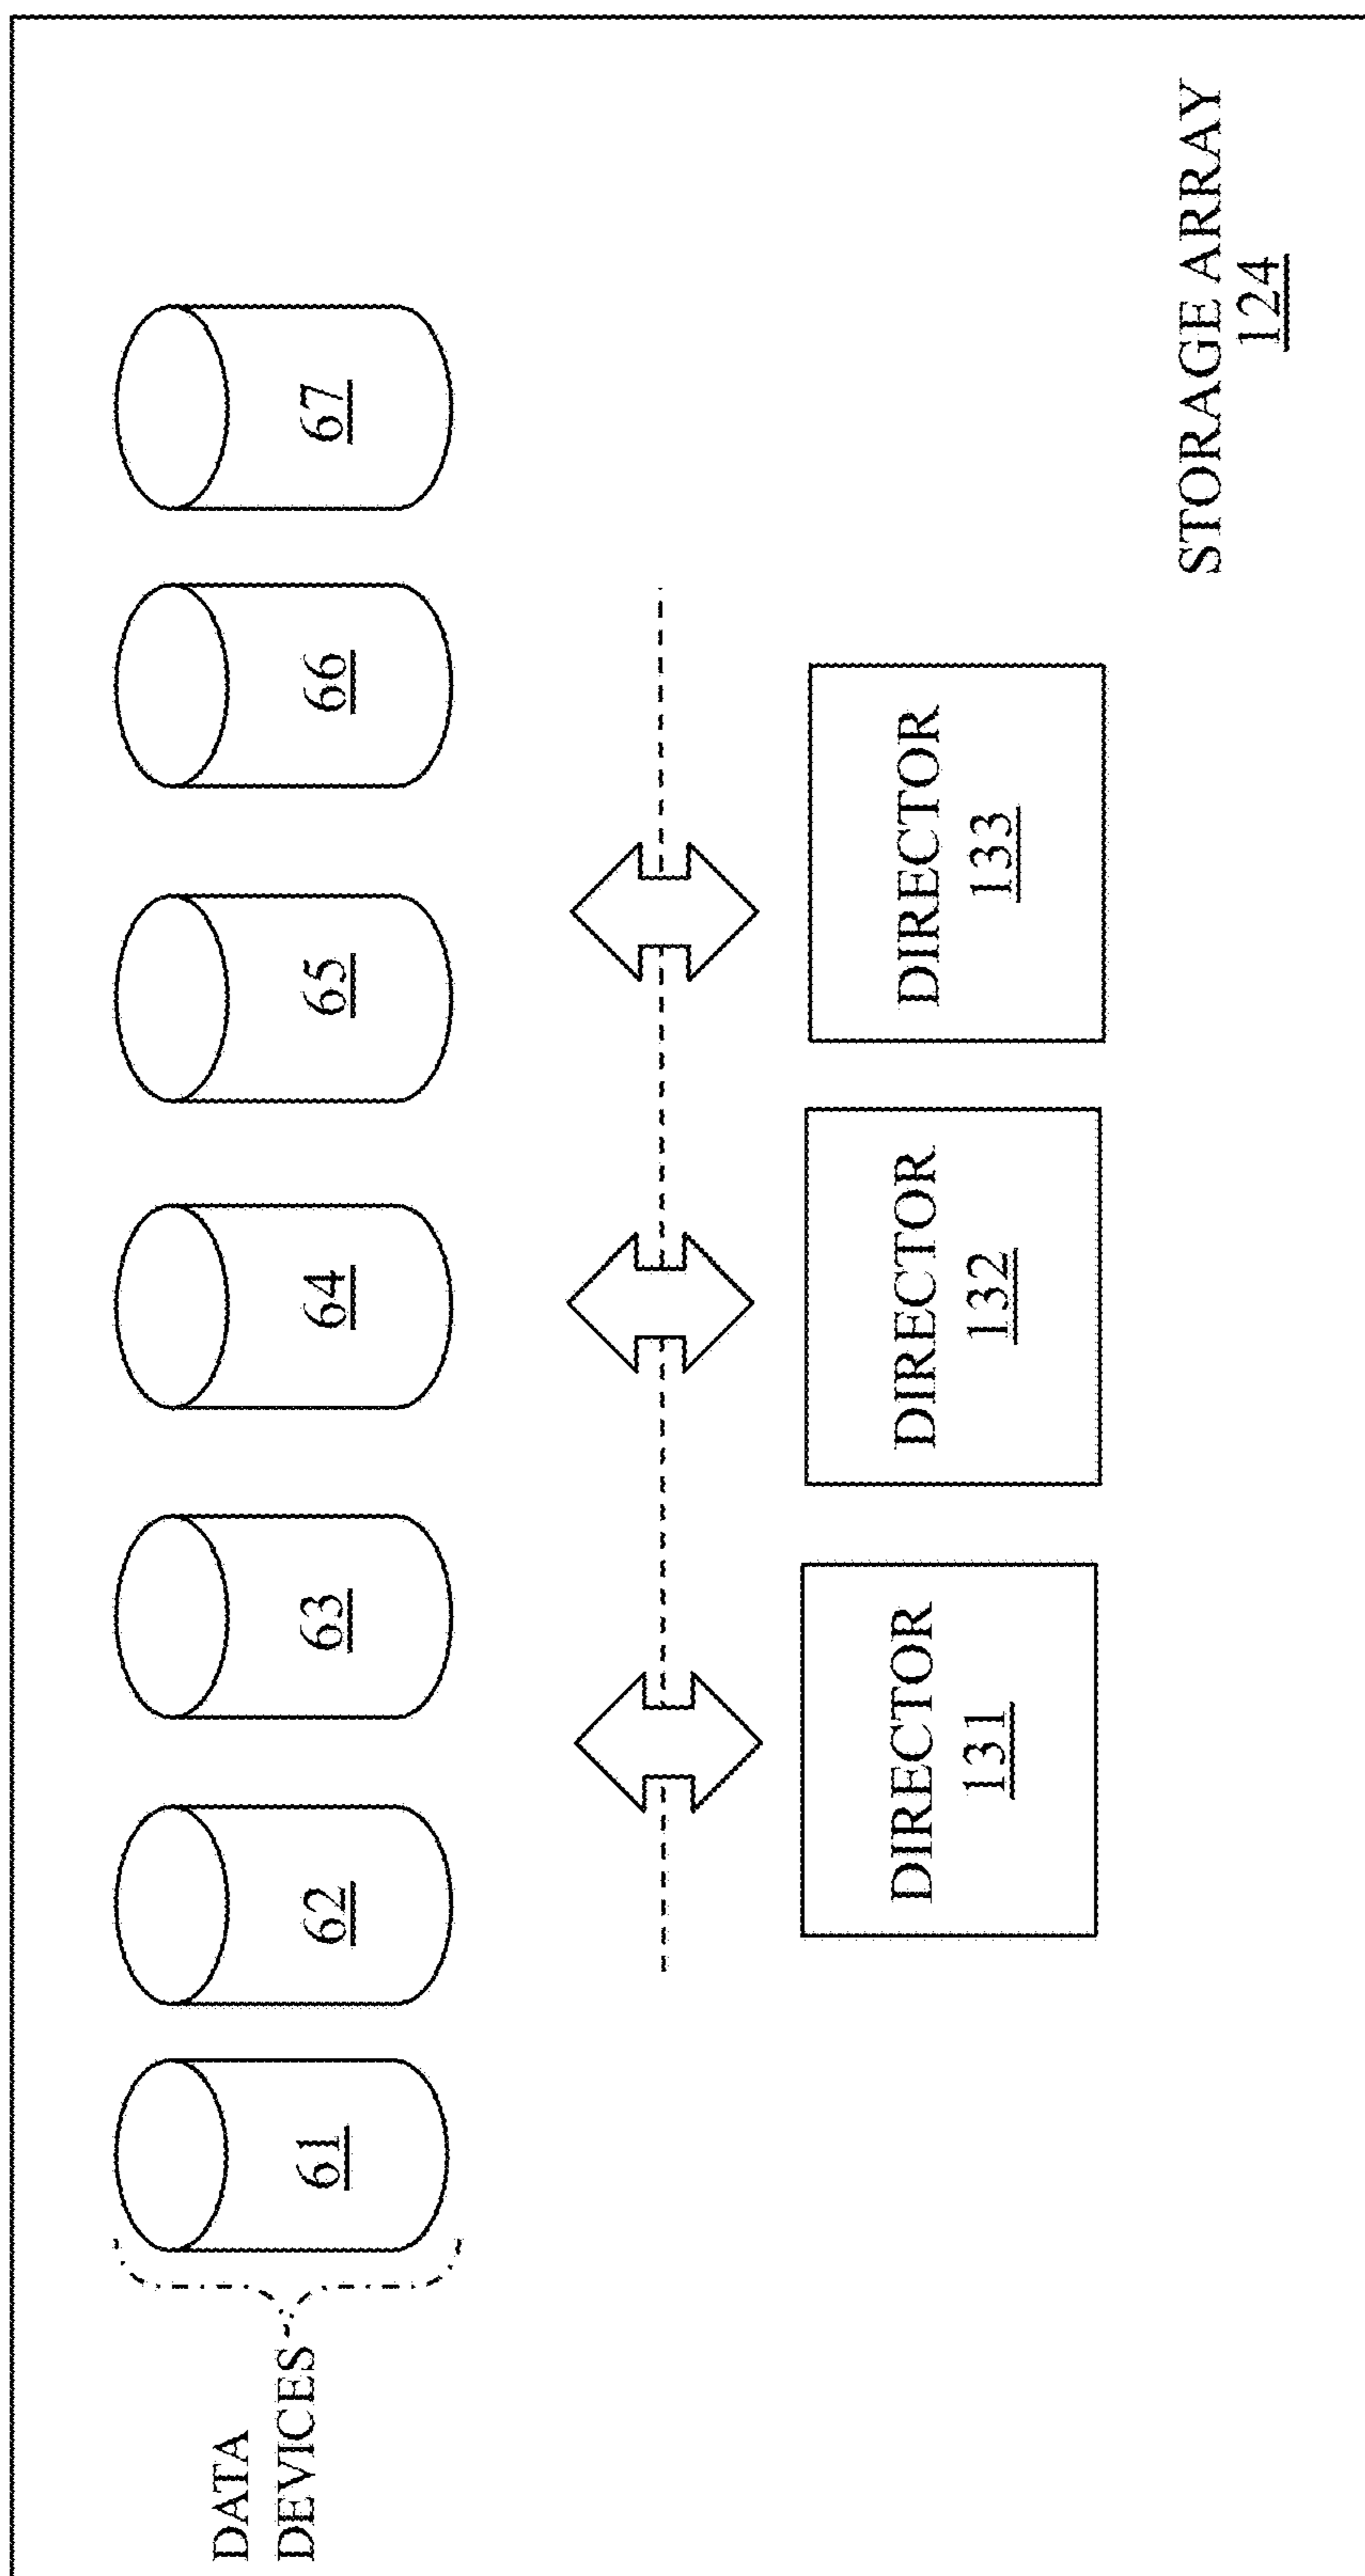 DATA
DEVICES
61
62
63
64
65
66
67
DIRECTOR
131
DIRECTOR
132
DIRECTOR
133
STORAGE ARRAY
124